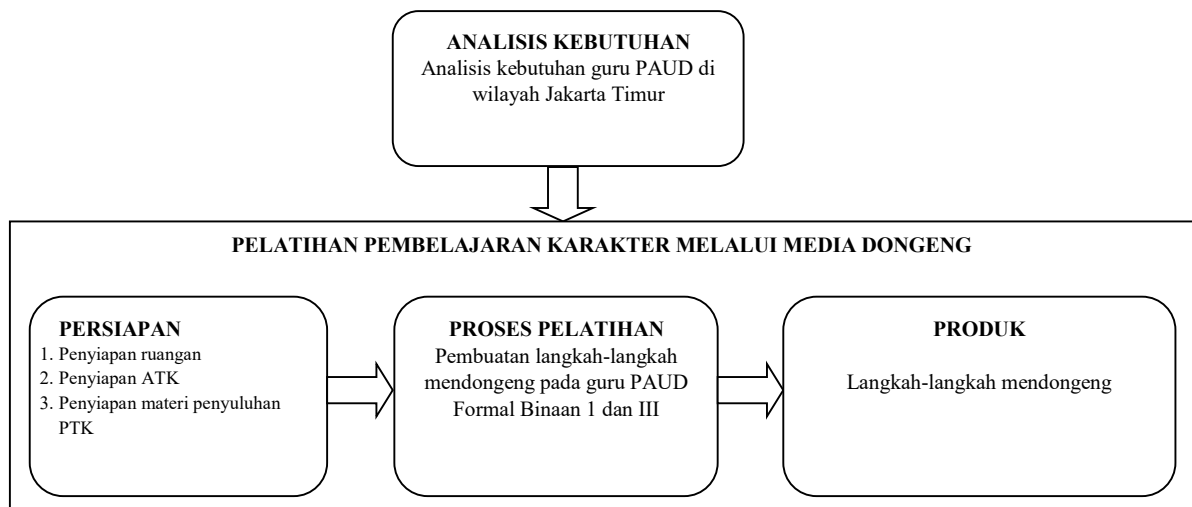 ANALISIS KEBUTUHAN
Analisis kebutuhan guru PAUD di
wilayah Jakarta Timur
PELATIHAN PEMBELAJARAN KARAKTER MELALUI MEDIA DONGENG
PERSIAPAN
1. Penyiapan ruangan
2. Penyiapan ATK
3. Penyiapan materi penyuluhan
PTK
PROSES PELATIHAN
Pembuatan langkah-langkah
mendongeng pada guru PAUD
Formal Binaan 1 dan III
PRODUK
Langkah-langkah mendongeng